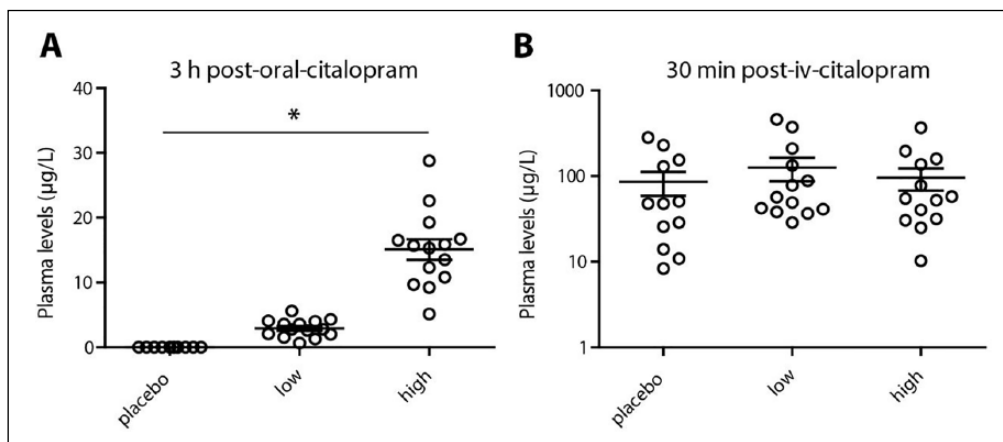 A
3 h post-oral-citalopram
Plasma levels (µg/L)
40
30
20
10
0
*
placebo
low
high
B
30 min post-iv-citalopram
Plasma levels (µg/L)
1000
100
10
1
placebo
low
high